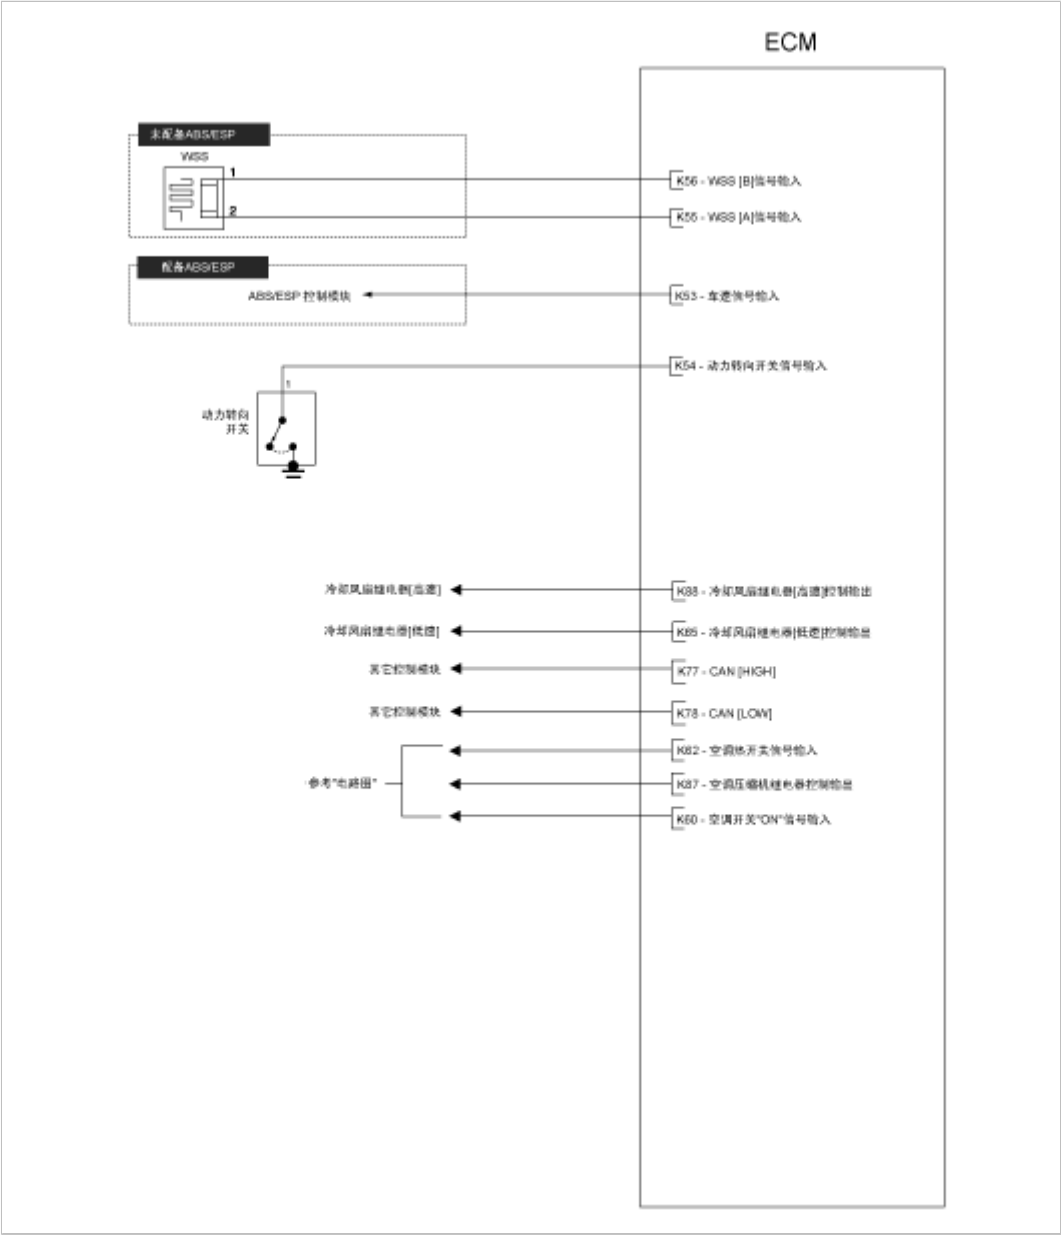 ECM
未配备ABS/ESP
WSS
1
2
K56 - WSS [B]信号输入
K55 - WSS [A]信号输入
配备ABS/ESP
ABS/ESP 控制模块
K53 - 车速信号输入
K54 - 动力转向开关信号输入
1
动力转向
开关
冷却风扇继电器[高速]
K88 - 冷却风扇继电器[高速]控制输出
冷却风扇继电器[低速]
K65 - 冷却风扇继电器[低速]控制输出
其它控制模块
K77 - CAN [HIGH]
其它控制模块
K78 - CAN [LOW]
K62 - 空调热开关信号输入
参考"电路图"
K87 - 空调压缩机继电器控制输出
K60 - 空调开关"ON"信号输入